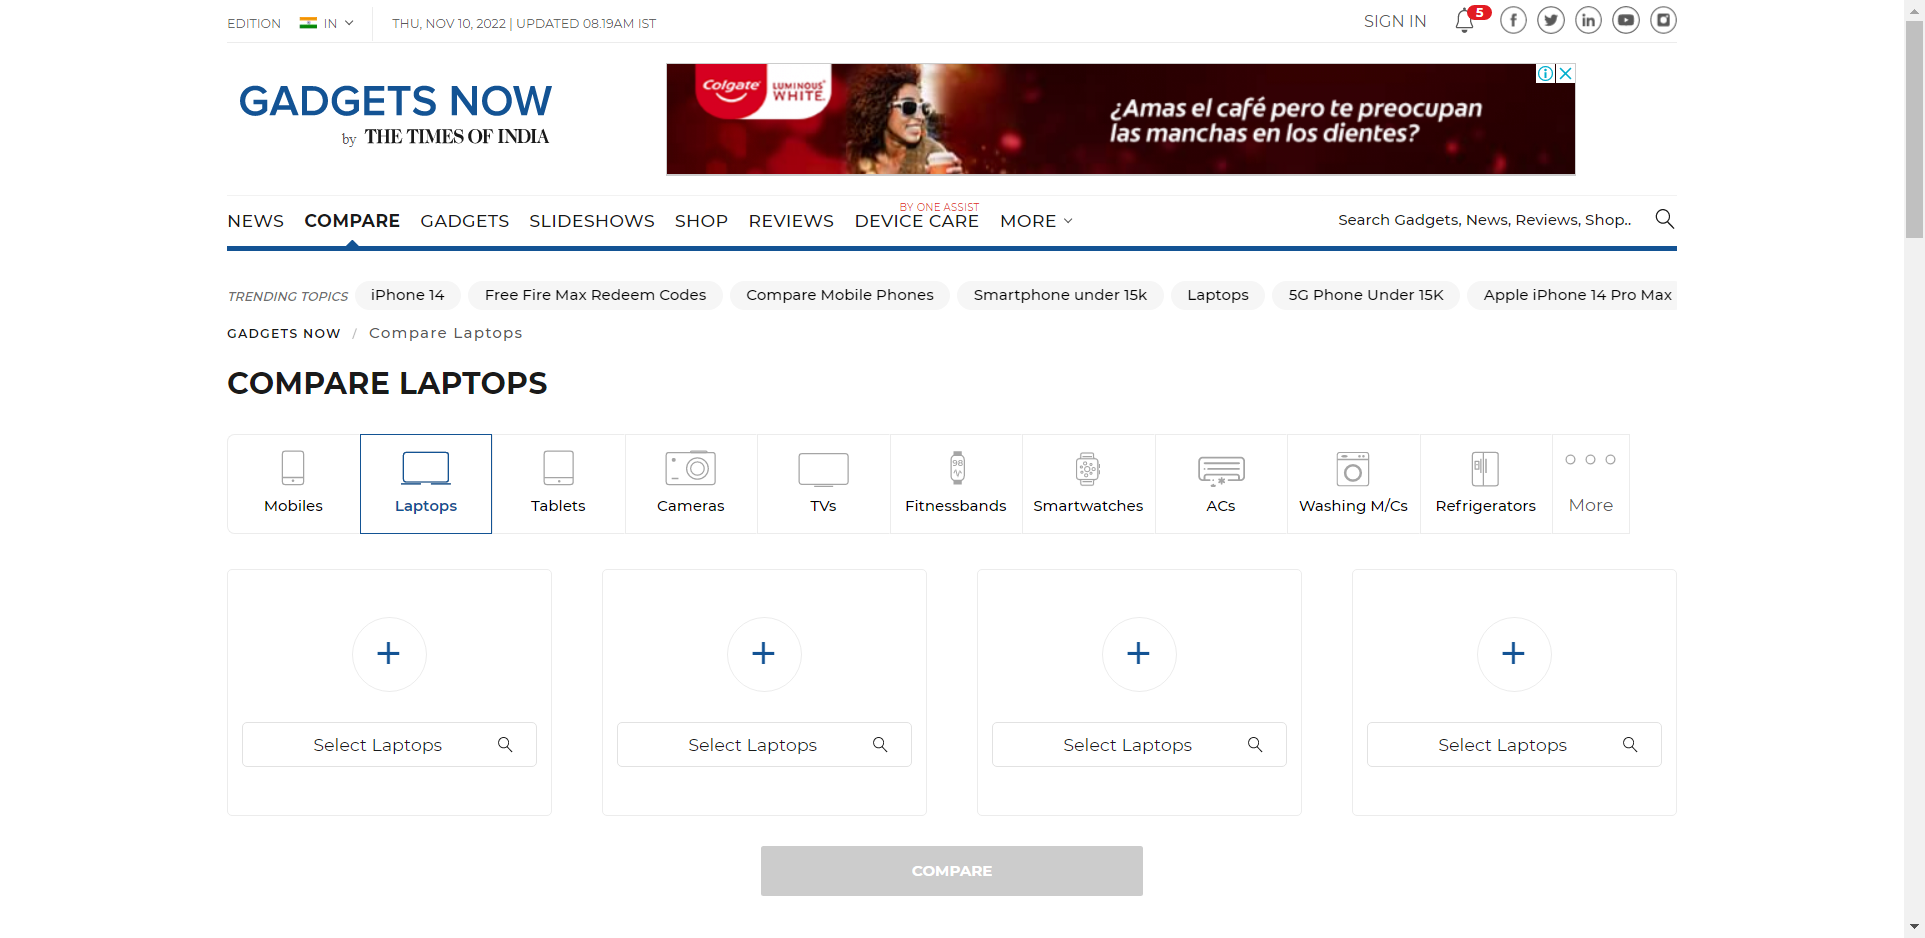 EDITION IN THU, NOV 10, 2022 | UPDATED 08.19AM IST SIGN IN 5
GADGETS NOW
by THE TIMES OF INDIA
Colgate LUMINOUS WHITE.
¿Amas el café pero te preocupan
las manchas en los dientes?
BY ONE ASSIST
NEWS COMPARE GADGETS SLIDESHOWS SHOP REVIEWS DEVICE CARE MORE Search Gadgets, News, Reviews, Shop..
TRENDING TOPICS iPhone 14 Free Fire Max Redeem Codes Compare Mobile Phones Smartphone under 15k Laptops 5G Phone Under 15K Apple iPhone 14 Pro Max
GADGETS NOW / Compare Laptops
COMPARE LAPTOPS
98
Mobiles Laptops Tablets Cameras TVs Fitnessbands Smartwatches ACs Washing M/Cs Refrigerators More
Select Laptops Select Laptops Select Laptops Select Laptops
COMPARE